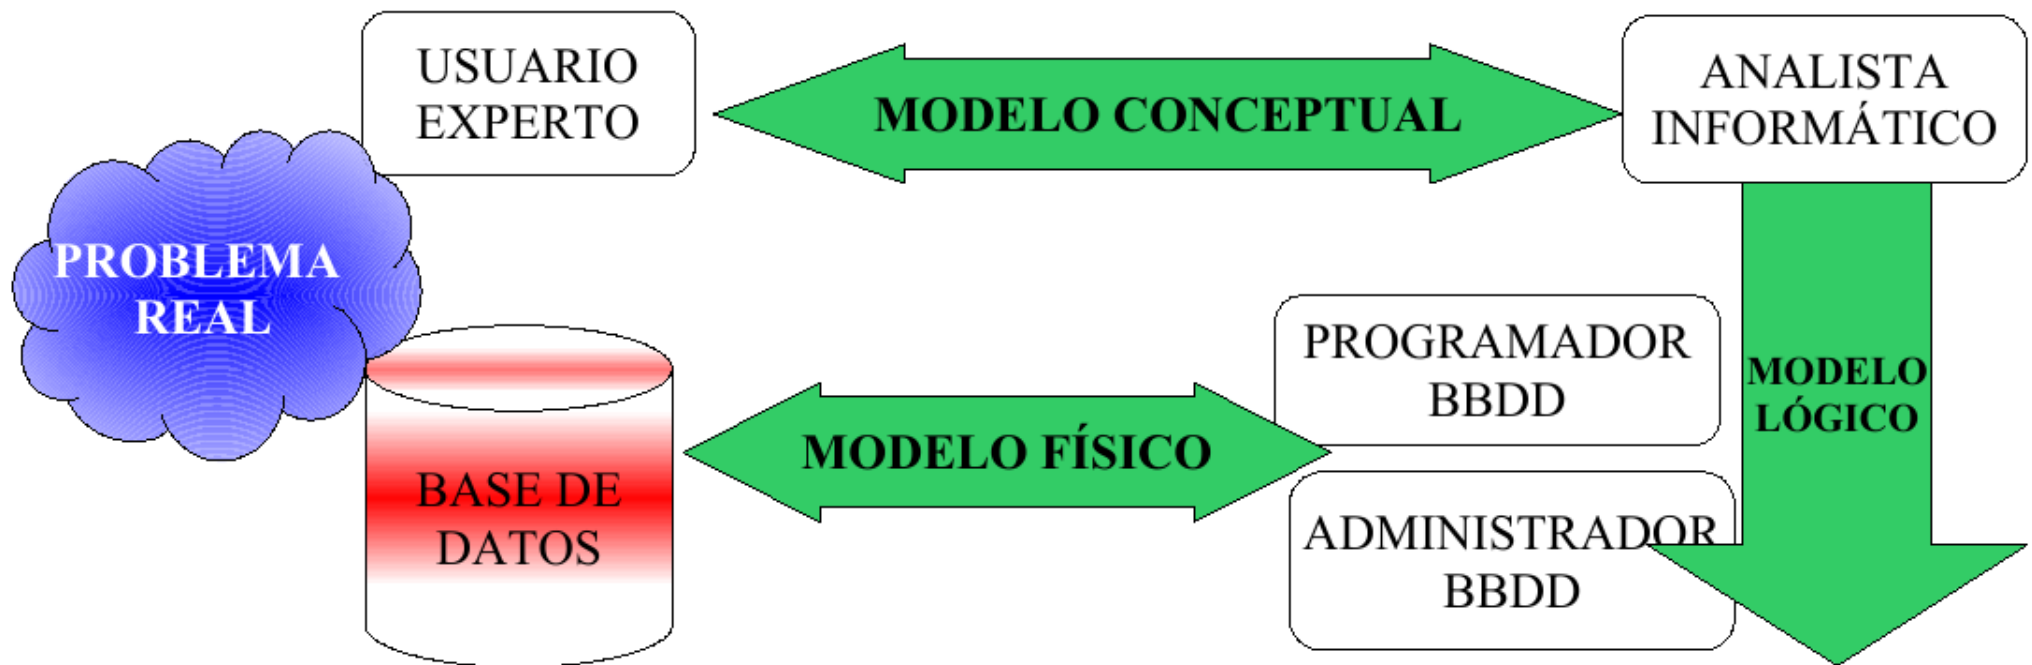 USUARIO
EXPERTO
MODELO CONCEPTUAL
ANALISTA
INFORMÁTICO
PROBLEMA
REAL
PROGRAMADOR
BBDD
MODELO
LÓGICO
MODELO FÍSICO
BASE DE
DATOS
ADMINISTRADOR
BBDD